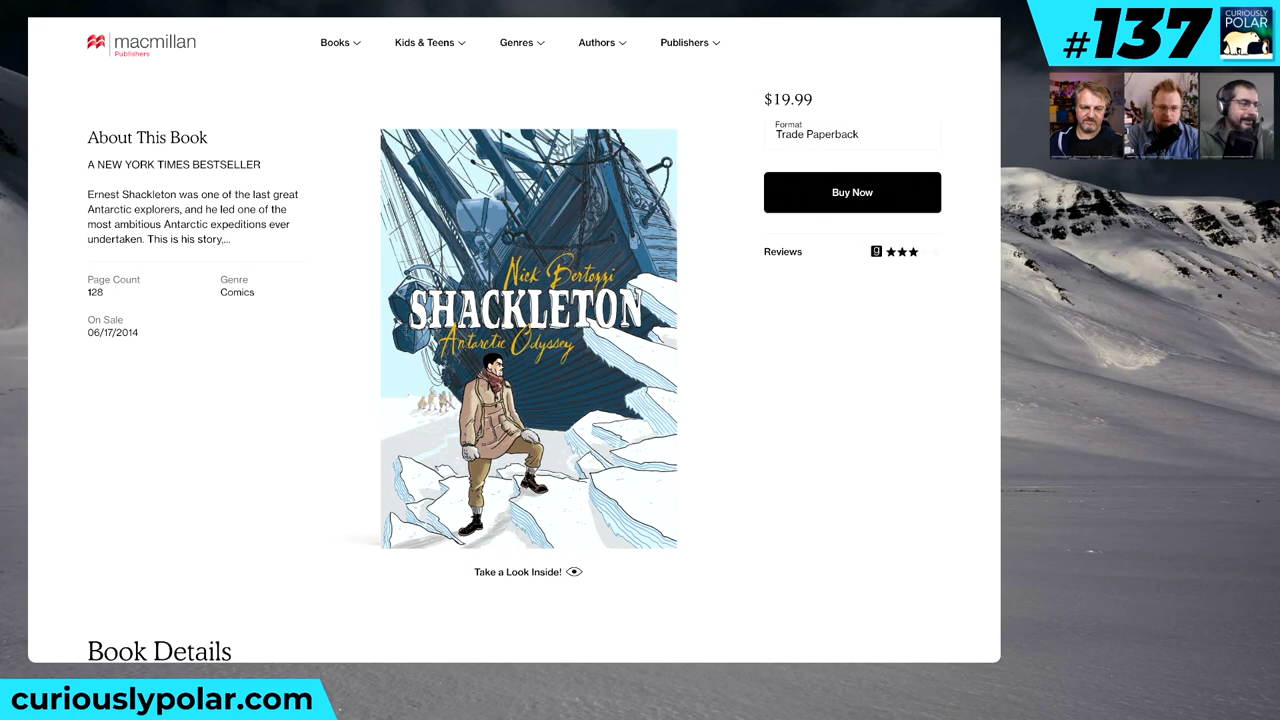 macmillan
Publishers
Books
Kids & Teens
Genres
Authors
Publishers
#137
CURIOUSLY
POLAR
About This Book
A NEW YORK TIMES BESTSELLER
Ernest Shackleton was one of the last great
Antarctic explorers, and he led one of the
most ambitious Antarctic expeditions ever
undertaken. This is his story,...
Page Count
128
Genre
Comics
On Sale
06/17/2014
Nick Bertozzi
SHACKLETON
Antarctic Odyssey
Take a Look Inside!
$19.99
Format
Trade Paperback
Buy Now
Reviews
g
Book Details
curiouslypolar.com